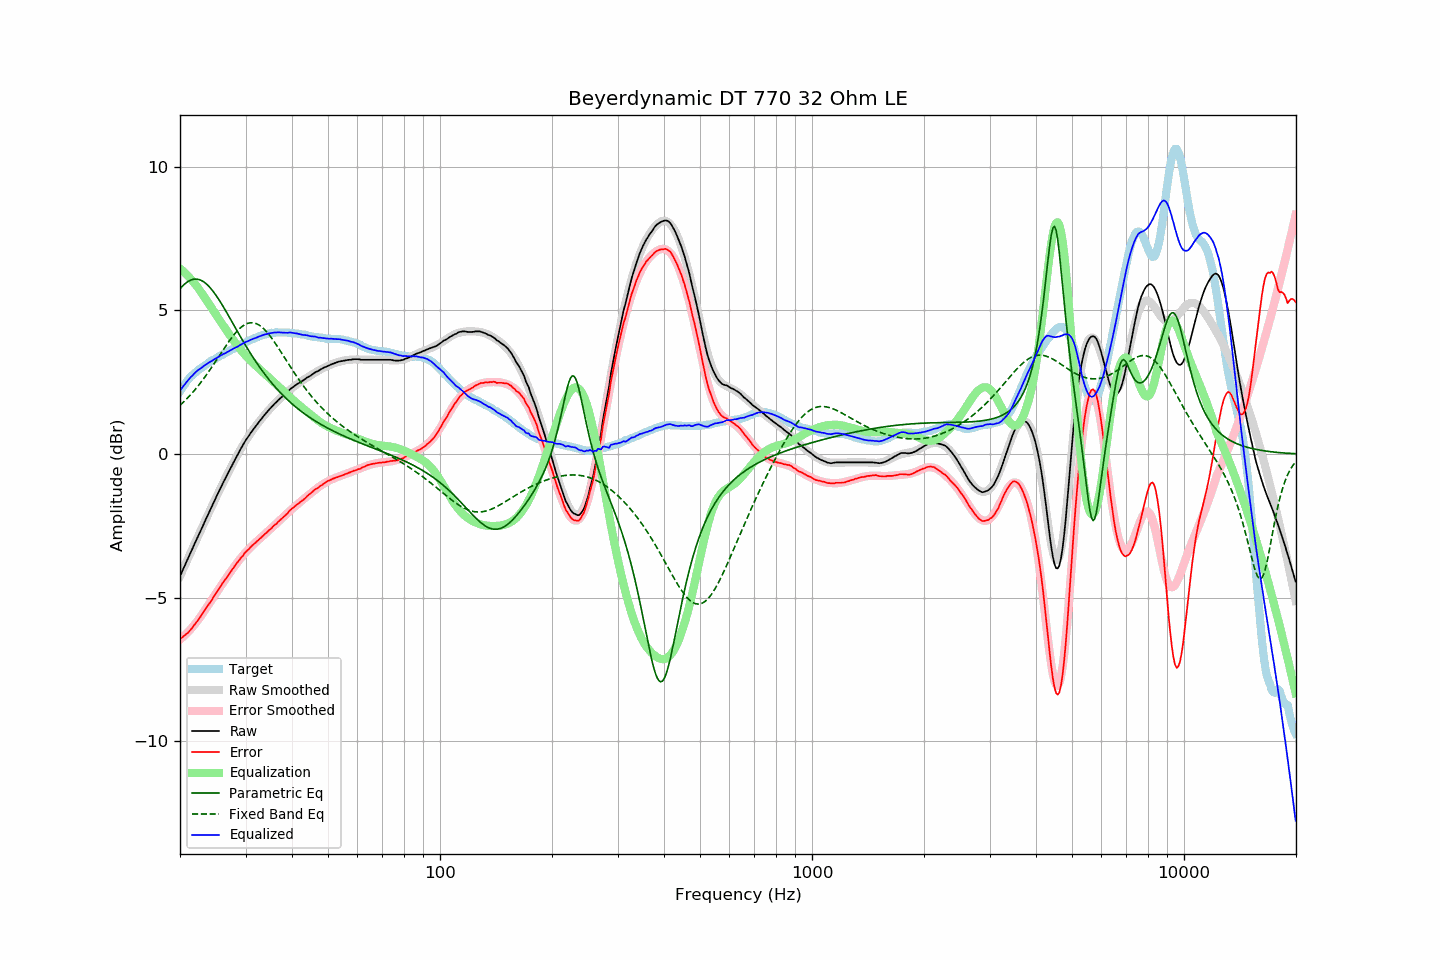 Beyerdynamic DT 770 32 Ohm LE
Amplitude (dBr)
10
5
0
−5
−10
Target
Raw Smoothed
Error Smoothed
Raw
Error
Equalization
Parametric Eq
Fixed Band Eq
Equalized
100
1000
10000
Frequency (Hz)